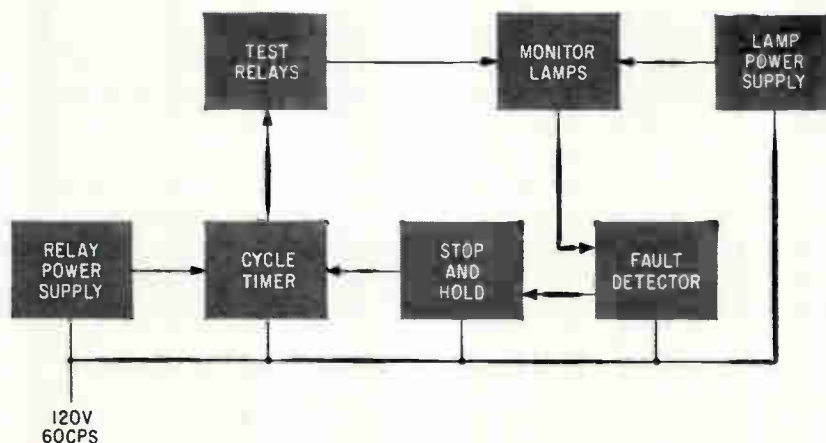 TEST
RELAYS
MONITOR
LAMPS
LAMP
POWER
SUPPLY
RELAY
POWER
SUPPLY
CYCLE
TIMER
STOP
AND
HOLD
FAULT
DETECTOR
120V
60CPS